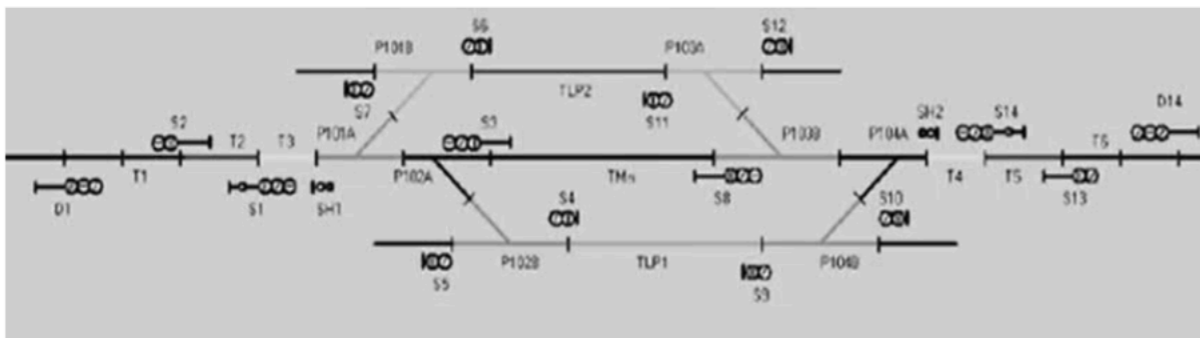 S6
S12
P101B
P103A
S7
TLP2
S11
D14
S2
SH2
S14
T2
T3
P101A
S3
P103B
P104A
T6
T1
P102A
TMn
S8
T4
T5
S13
D1
S1
SH1
S4
S10
S5
P102B
TLP1
S9
P104B